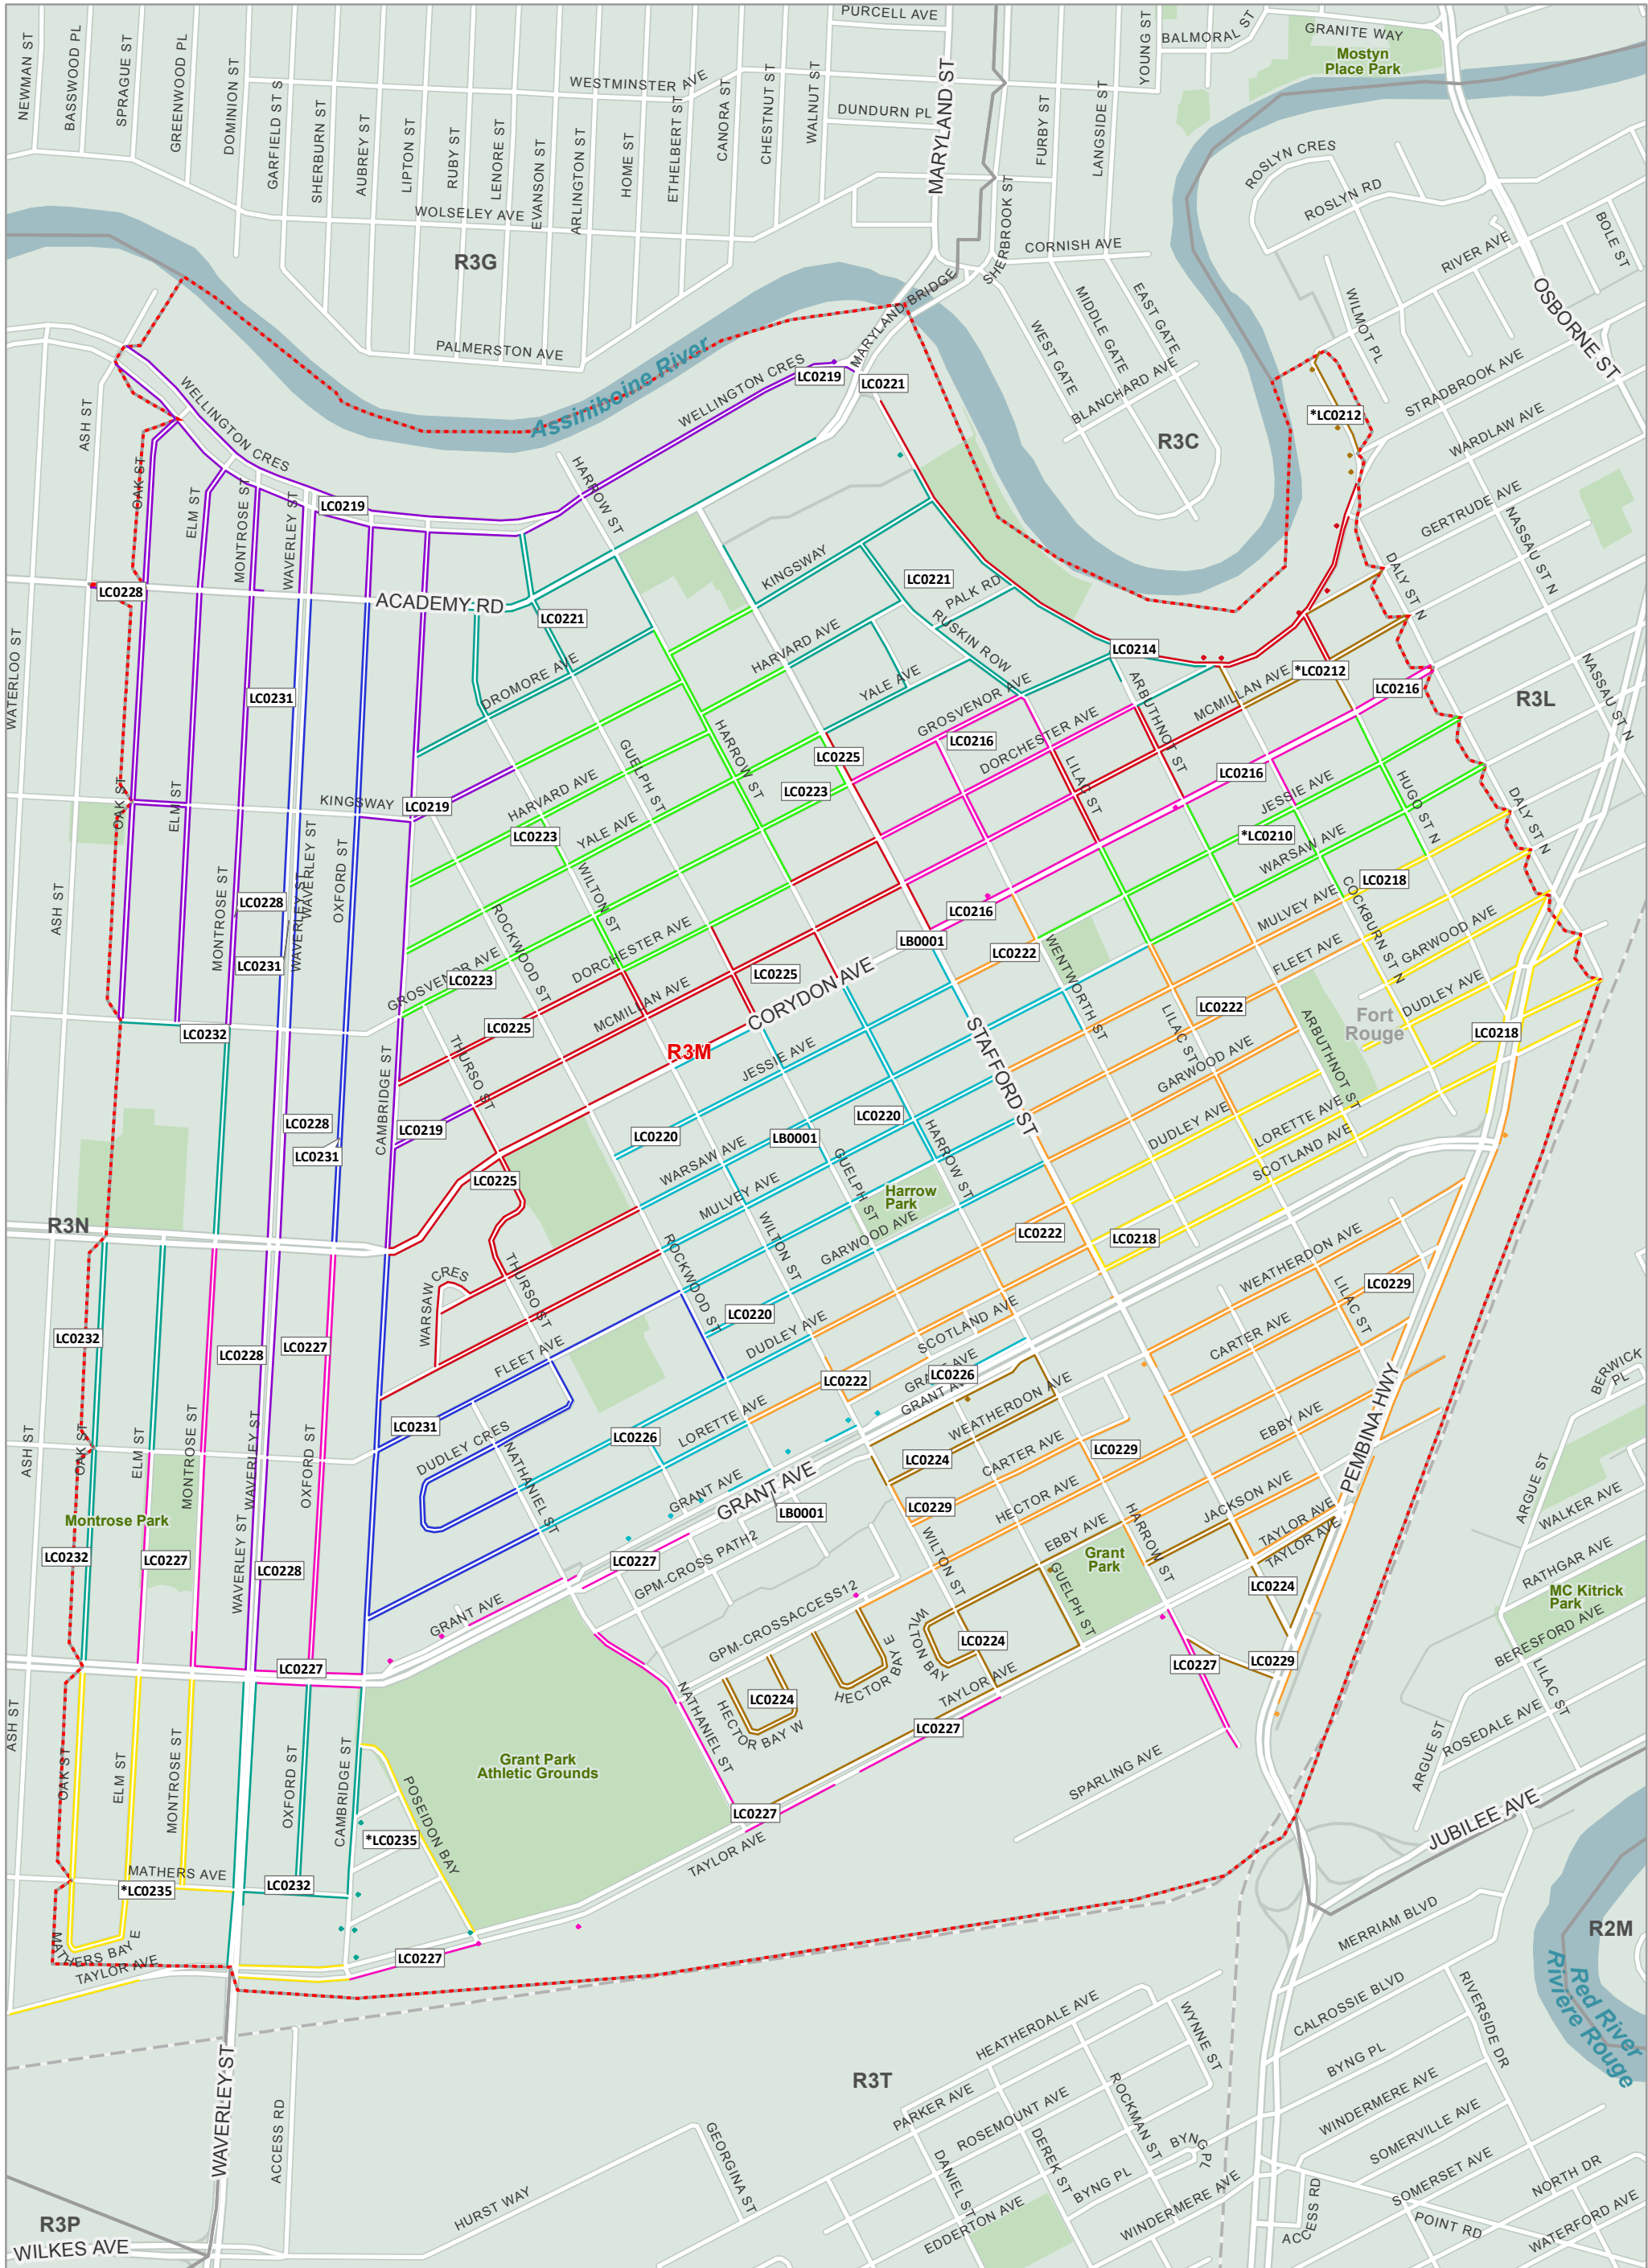 PURCELL AVE
BALMORAL ST
GRANITE WAY
Mostyn
Place Park
NEWMAN ST
BASSWOOD PL
SPRAGUE ST
GREENWOOD PL
DOMINION ST
GARFIELD ST S
SHERBURN ST
AUBREY ST
LIPTON ST
RUBY ST
LENORE ST
EVANSON ST
ARLINGTON ST
HOME ST
ETHELBERT ST
CANORA ST
CHESTNUT ST
WALNUT ST
WESTMINSTER AVE
DUNDURN PL
MARYLAND ST
FURBY ST
LANGSIDE ST
YOUNG ST
SHERBROOK ST
WOLSELEY AVE
R3G
CORNISH AVE
ROSLYN CRES
ROSLYN RD
RIVER AVE
BOLE ST
OSBORNE ST
WILMOT PL
EAST GATE
MIDDLE GATE
WEST GATE
BLANCHARD AVE
MARYLAND BRIDGE
PALMERSTON AVE
Assiniboine River
WELLINGTON CRES
LC0219
LC0221
R3C
*LC0212
STRADBROOK AVE
WARDLAW AVE
GERTRUDE AVE
NASSAU ST N
WELLINGTON CRES
ASH ST
OAK ST
ELM ST
MONTROSE ST
WAVERLEY ST
LC0219
HARROW ST
LC0228
ACADEMY RD
LC0221
KINGSWAY
LC0221
PALK RD
RUSKIN ROW
HARVARD AVE
YALE AVE
DALY ST N
NASSAU ST N
R3L
LC0214
*LC0212
LC0216
MCMILLAN AVE
ARBUTHNOT ST
GROSVENOR AVE
DORCHESTER AVE
LC0216
LC0216
WATERLOO ST
LC0231
DROMORE AVE
GUELPH ST
HARROW ST
LC0225
LC0223
LILAC ST
JESSIE AVE
*LC0210
WARSAW AVE
HUGO ST N
DALY ST N
KINGSWAY
LC0219
HARVARD AVE
LC0223
YALE AVE
OAK ST
ELM ST
WAVERLEY ST
OXFORD ST
MONTROSE ST
LC0228
WAVERLEY ST
WAVERLEY ST
LC0231
ASH ST
WILTON ST
ROCKWOOD ST
DORCHESTER AVE
GROSVENOR AVE
LC0223
LC0225
LC0225
MCMILLAN AVE
CORYDON AVE
LB0001
LC0216
LC0222
WENTWORTH ST
MULVEY AVE
LC0218
COCKBURN ST N
FLEET AVE
GARWOOD AVE
DUDLEY AVE
Fort
Rouge
LC0218
LC0222
LILAC ST
ARBUTHNOT ST
GARWOOD AVE
STAFFORD ST
LC0232
R3M
JESSIE AVE
THURSO ST
CAMBRIDGE ST
LC0228
LC0231
LC0219
LC0225
LC0220
LC0220
LB0001
WARSAW AVE
MULVEY AVE
GUELPH ST
HARROW ST
Harrow
Park
GARWOOD AVE
DUDLEY AVE
LORETTE AVE
SCOTLAND AVE
LC0222
LC0218
R3N
WARSAW
CRES
THURSO ST
ROCKWOOD ST
WILTON ST
LC0220
DUDLEY AVE
SCOTLAND AVE
WEATHERDON AVE
LC0229
LILAC ST
CARTER AVE
LC0232
LC0228
LC0227
FLEET AVE
LC0222
LC0226
GRANT AVE
WEATHERDON AVE
LC0231
DUDLEY CRES
LC0226
LORETTE AVE
NATHANIEL ST
GRANT AVE
GRANT AVE
LB0001
LC0224
CARTER AVE
LC0229
LC0229
HECTOR AVE
EBBY AVE
EBBY AVE
JACKSON AVE
TAYLOR AVE
TAYLOR AVE
PEMBINA HWY
BERWICK
PL
ARGUE ST
WALKER AVE
RATHGAR AVE
MC Kitrick
Park
BERESFORD AVE
ASH ST
OAK ST
ELM ST
MONTROSE ST
WAVERLEY ST
WAVERLEY ST
OXFORD ST
Montrose Park
LC0232
LC0227
LC0228
LC0227
GPM-CROSS PATH2
GPM-CROSSACCESS12
WILTON ST
GUELPH ST
Grant
Park
HARROW ST
LC0224
GRANT AVE
LC0227
LC0224
HECTOR BAY W
HECTOR BAY E
WILTON BAY
LC0224
TAYLOR AVE
LC0227
LC0227
LC0229
LILAC ST
ROSEDALE AVE
ARGUE ST
JUBILEE AVE
SPARLING AVE
ASH ST
OAK ST
ELM ST
MONTROSE ST
OXFORD ST
CAMBRIDGE ST
POSEIDON BAY
NATHANIEL ST
Grant Park
Athletic Grounds
LC0227
TAYLOR AVE
*LC0235
MATHERS AVE
*LC0235
LC0232
MATHERS BAY E
TAYLOR AVE
LC0227
MERRIAM BLVD
R2M
Red River
Rivière Rouge
CALROSSIE BLVD
RIVERSIDE DR
BYNG PL
WINDERMERE AVE
SOMERVILLE AVE
SOMERSET AVE
NORTH DR
POINT RD
WATERFORD AVE
HEATHERDALE AVE
WYNNE ST
R3T
PARKER AVE
ROSEMOUNT AVE
ROCKMAN ST
BYNG PL
DEREK ST
DANIEL ST
BYNG PL
EDDERTON AVE
WINDERMERE AVE
ACCESS RD
GEORGINA ST
HURST WAY
WAVERLEY ST
ACCESS RD
R3P
WILKES AVE